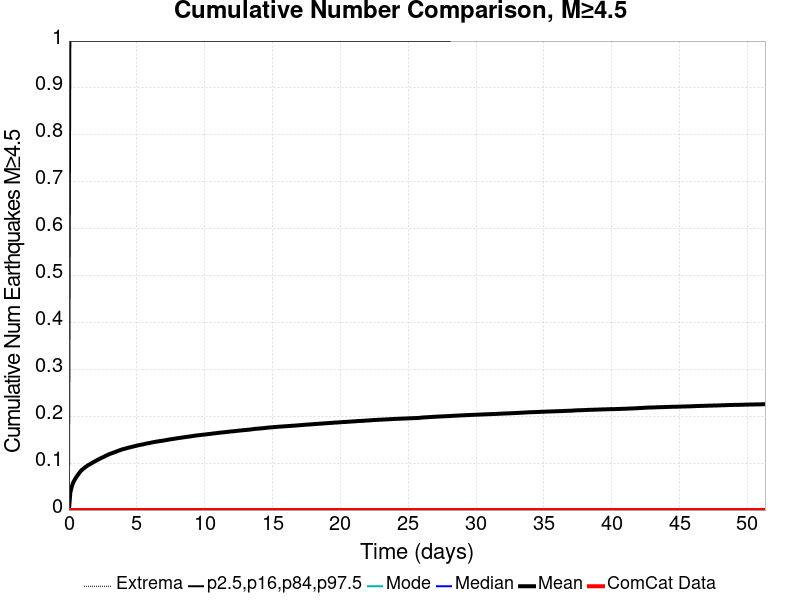 Cumulative Number Comparison, M≥4.5
Cumulative Num Earthquakes M≥4.5
1
0.9
0.8
0.7
0.6
0.5
0.4
0.3
0.2
0.1
0
0 5 10 15 20 25 30 35 40 45 50
Time (days)
Extrema p2.5,p16,p84,p97.5 Mode Median Mean ComCat Data